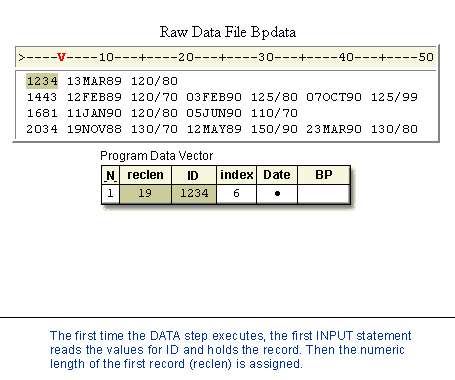 Raw Data File Bpdata
>----V----10---+----20---+----30---+----40---+----50
1234 13MAR89 120/80
1443 12FEB89 120/70 03FEB90 125/80 07OCT90 125/99
1681 11JAN90 120/80 05JUN90 110/70
2034 19NOV88 130/70 12MAY89 150/90 23MAR90 130/80
Program Data Vector
_N_ reclen ID index Date BP
1 19 1234 6 •
The first time the DATA step executes, the first INPUT statement
reads the values for ID and holds the record. Then the numeric
length of the first record (reclen) is assigned.